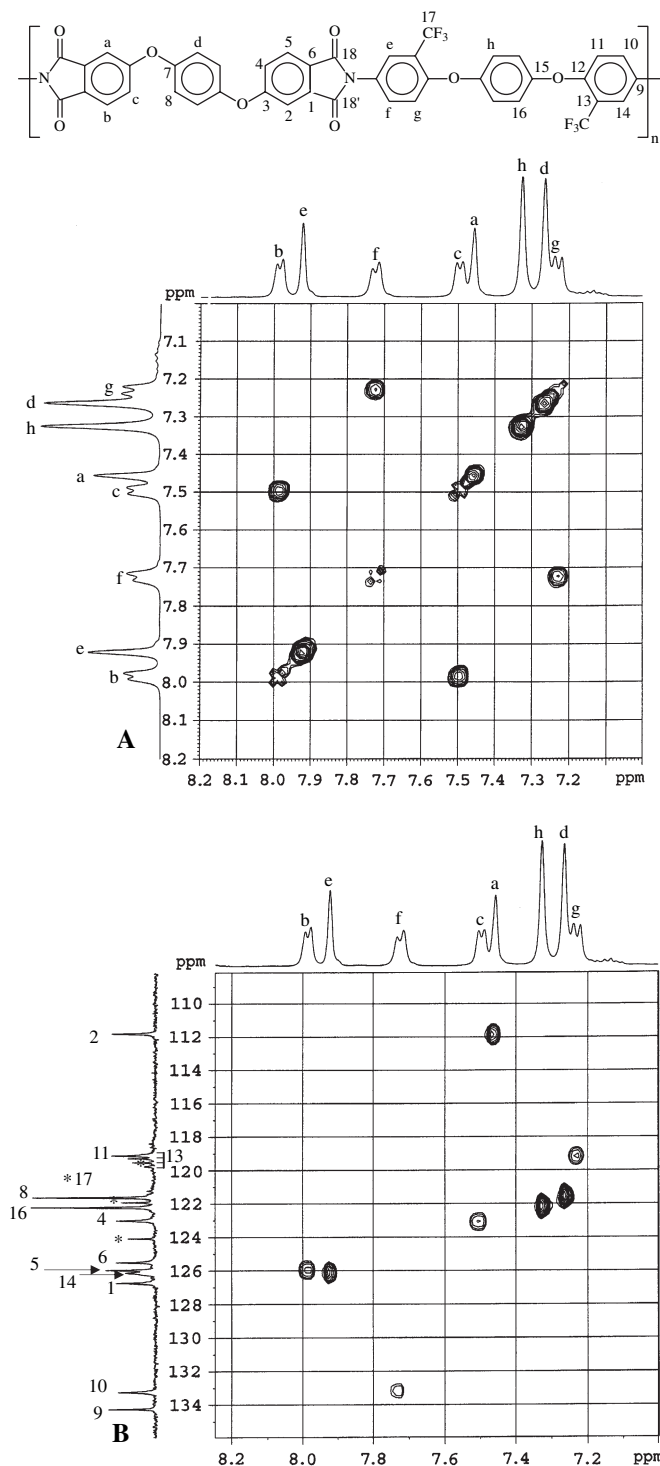 O O CF₃ 17
a O d 5 6 18 e h 11 10
N 7 4 N O 15 O 12 9
b c 8 O 3 2 1 18' f g 16 13 14
O O F₃C n
h d
e
a
b f c g
ppm
7.1
g 7.2
d 7.3
h
7.4
a
c 7.5
7.6
f 7.7
7.8
e 7.9
b 8.0
8.1
A 8.2
8.2 8.1 8.0 7.9 7.8 7.7 7.6 7.5 7.4 7.3 7.2 ppm
h d
e
a
b f c g
ppm
110
2 112
114
116
118
11 13
120
*17
8 *
122
16
4
* 124
5 6
126
14 1
128
130
132
10
9 134
B
8.2 8.0 7.8 7.6 7.4 7.2 ppm